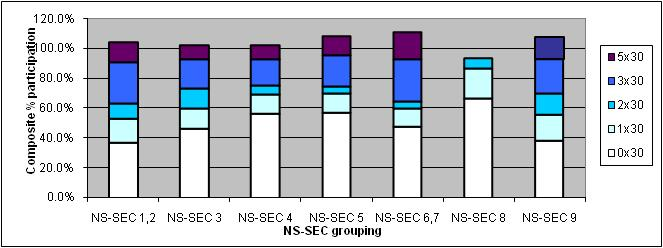 120.0%
100.0%
80.0%
60.0%
40.0%
20.0%
0.0%
Composite % participation
NS-SEC 1,2 NS-SEC 3 NS-SEC 4 NS-SEC 5 NS-SEC 6,7 NS-SEC 8 NS-SEC 9
NS-SEC grouping
5x30
3x30
2x30
1x30
0x30